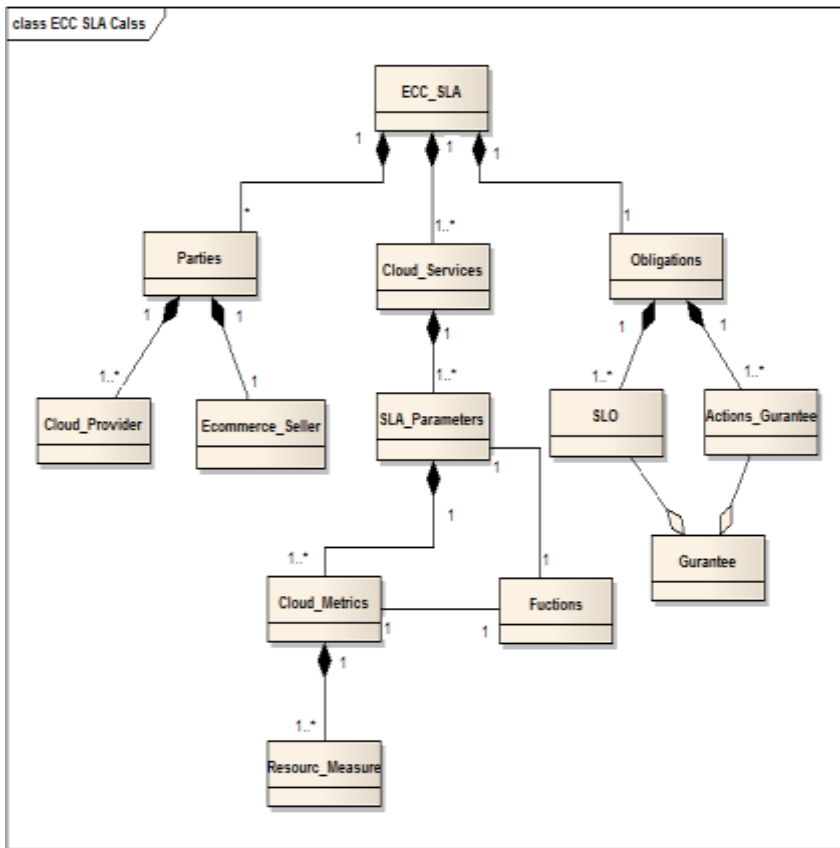 class ECC SLA Calss
ECC_SLA
1
1
1
*
1..*
1
Parties
Cloud_Services
Obligations
1
1
1
1
1
1..*
1
1..*
1..*
1..*
Cloud_Provider
Ecommerce_Seller
SLA_Parameters
SLO
Actions_Gurantee
1
1
1..*
1
Gurantee
Cloud_Metrics
Fuctions
1
1
1
1..*
Resourc_Measure